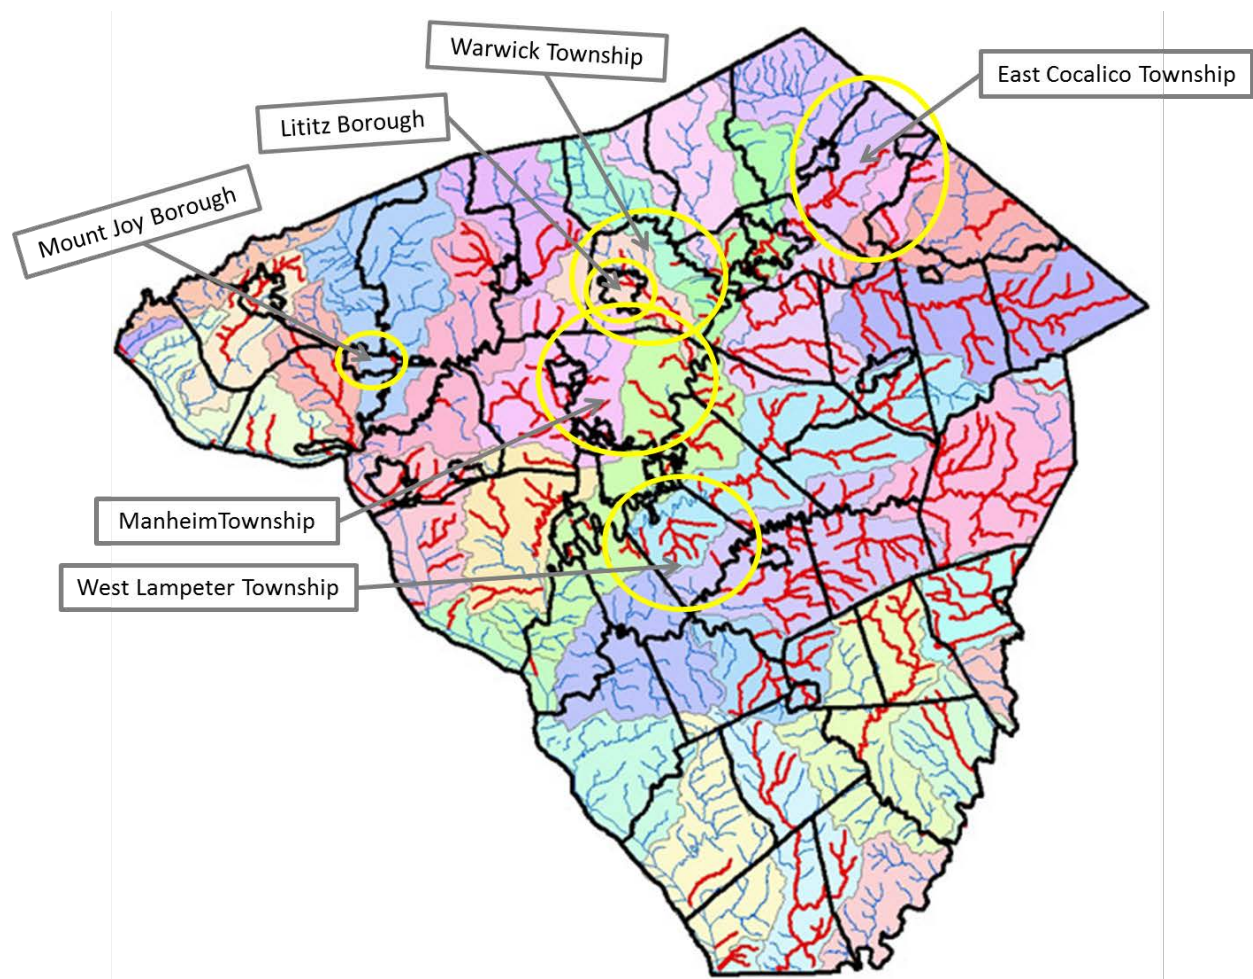 Warwick Township
East Cocalico Township
Lititz Borough
Mount Joy Borough
ManheimTownship
West Lampeter Township